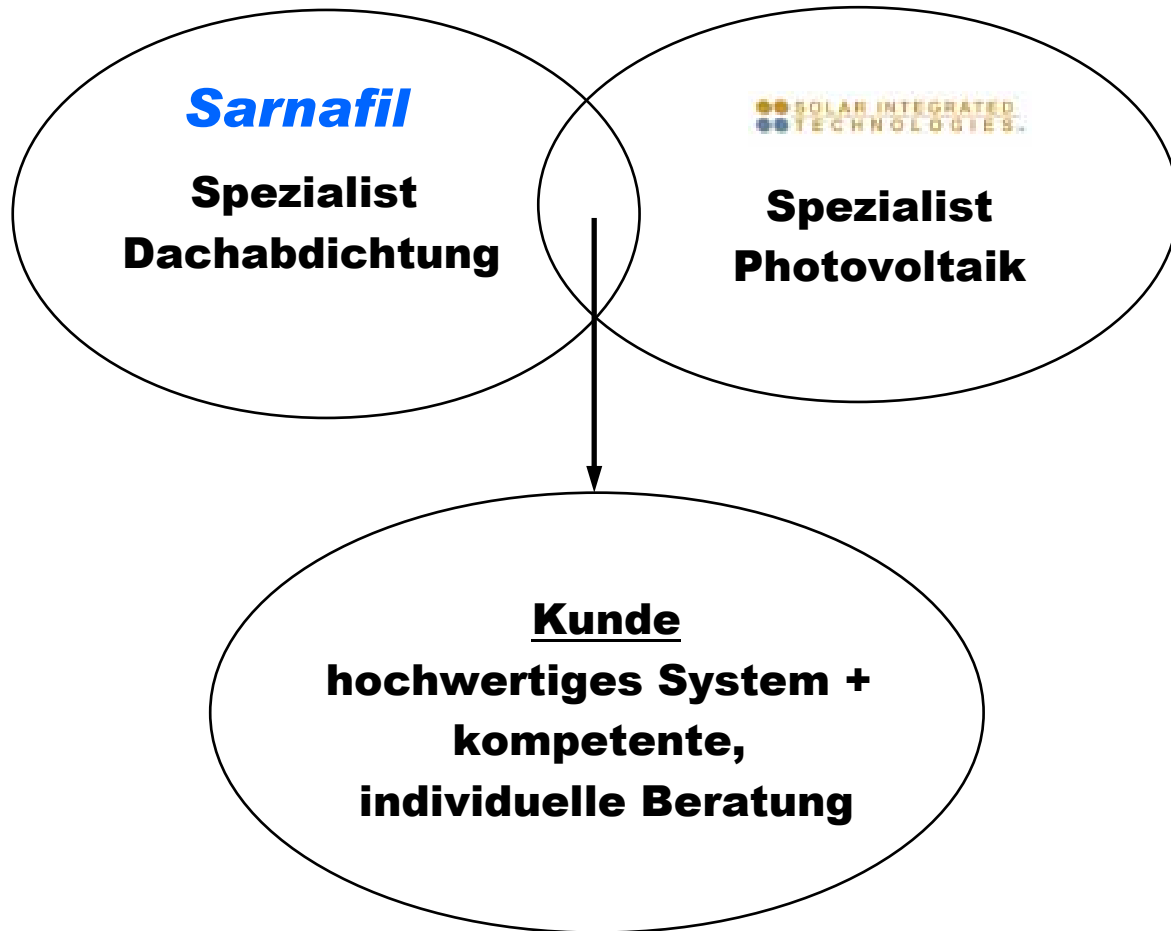 Sarnafil
Spezialist
Dachabdichtung
SOLAR INTEGRATED
TECHNOLOGIES
Spezialist
Photovoltaik
Kunde
hochwertiges System +
kompetente,
individuelle Beratung